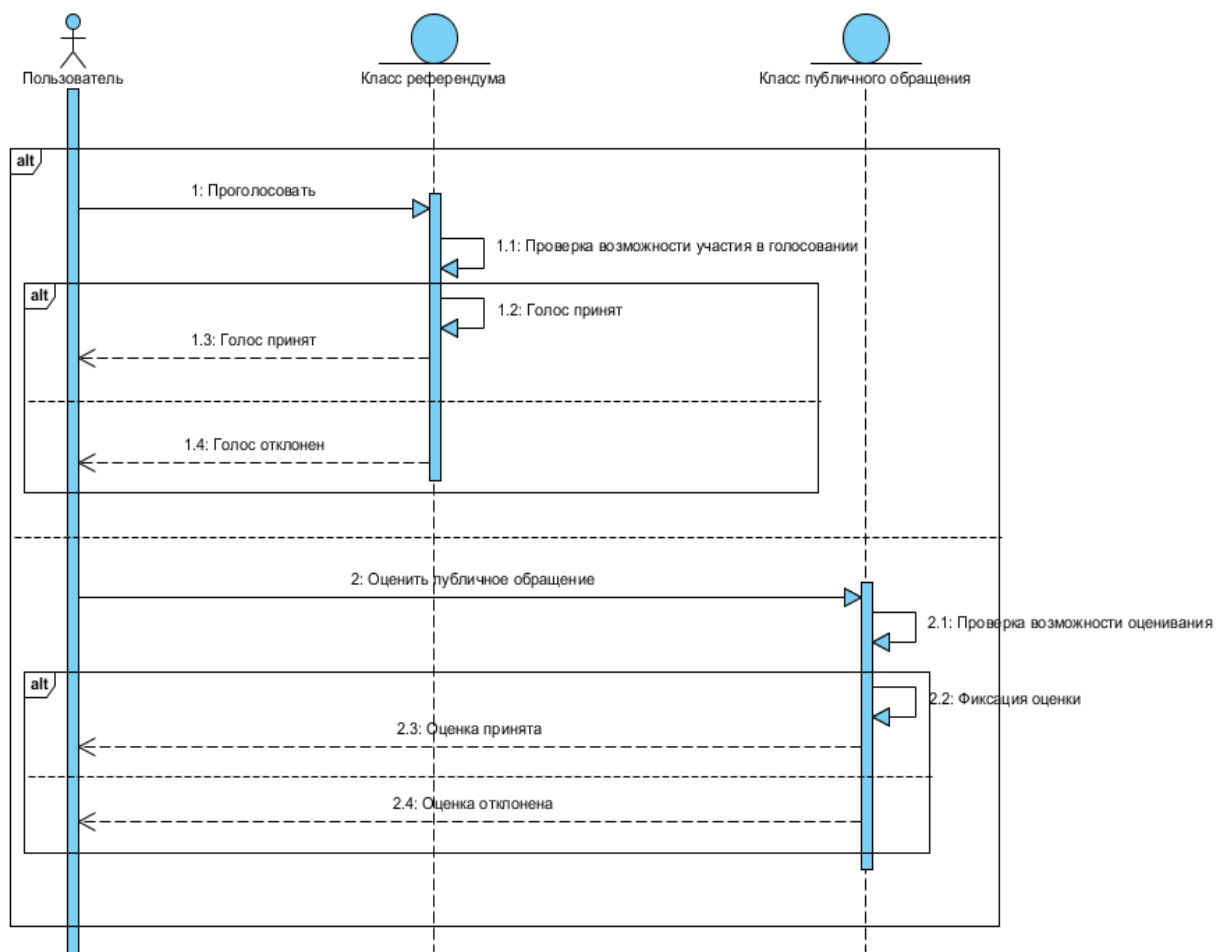 Пользователь
Класс референдума
Класс публичного обращения
alt
1: Проголосовать
1.1: Проверка возможности участия в голосовании
alt
1.2: Голос принят
1.3: Голос принят
1.4: Голос отклонен
2: Оценить публичное обращение
2.1: Проверка возможности оценивания
alt
2.2: Фиксация оценки
2.3: Оценка принята
2.4: Оценка отклонена